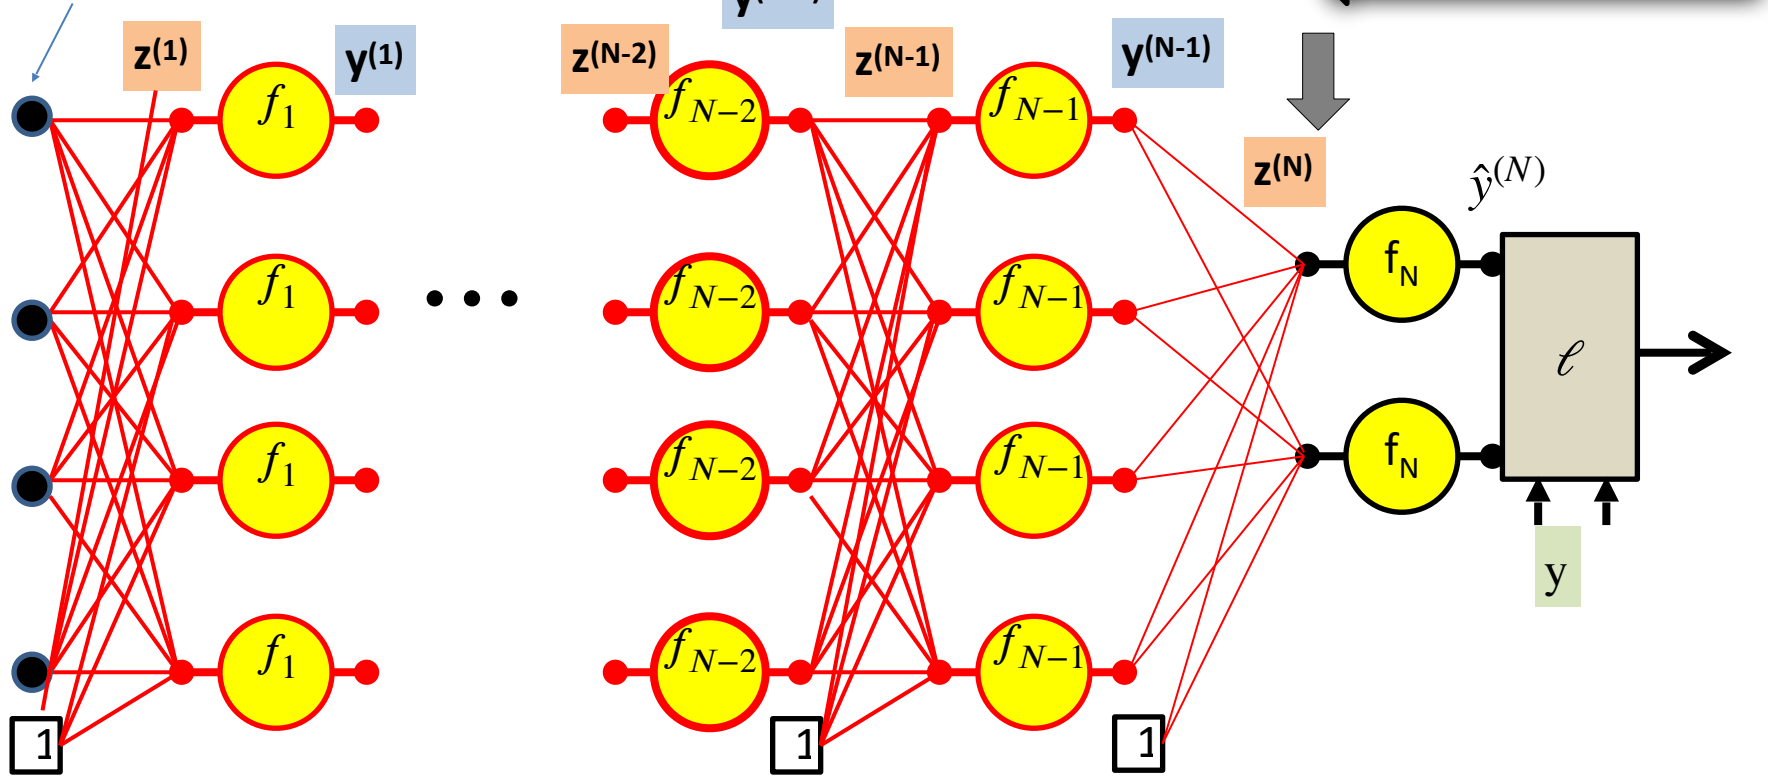 z(1)
y(1)
z(N-2)
z(N-1)
y(N-1)
z(N)
ŷ(N)
f1
fN−2
fN−1
fN
ℓ
f1
fN−2
fN−1
f1
fN−2
fN−1
fN
y
f1
fN−2
fN−1
1
1
1